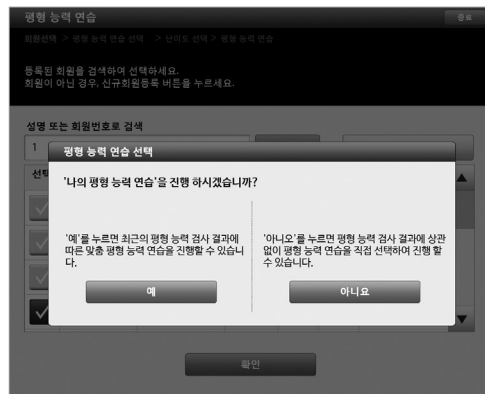 평형 능력 연습
종료
회원선택 > 평형 능력 연습 선택 > 난이도 선택 > 평형 능력 연습
등록된 회원을 검색하여 선택하세요.
회원이 아닌 경우, 신규회원등록 버튼을 누르세요.
성명 또는 회원번호로 검색
1
선택
평형 능력 연습 선택
'나의 평형 능력 연습'을 진행 하시겠습니까?
'예'를 누르면 최근의 평형 능력 검사 결과에
따른 맞춤 평형 능력 연습을 진행할 수 있습니
다.
예
'아니오'를 누르면 평형 능력 검사 결과에 상관
없이 평형 능력 연습을 직접 선택하여 진행 할
수 있습니다.
아니요
확인